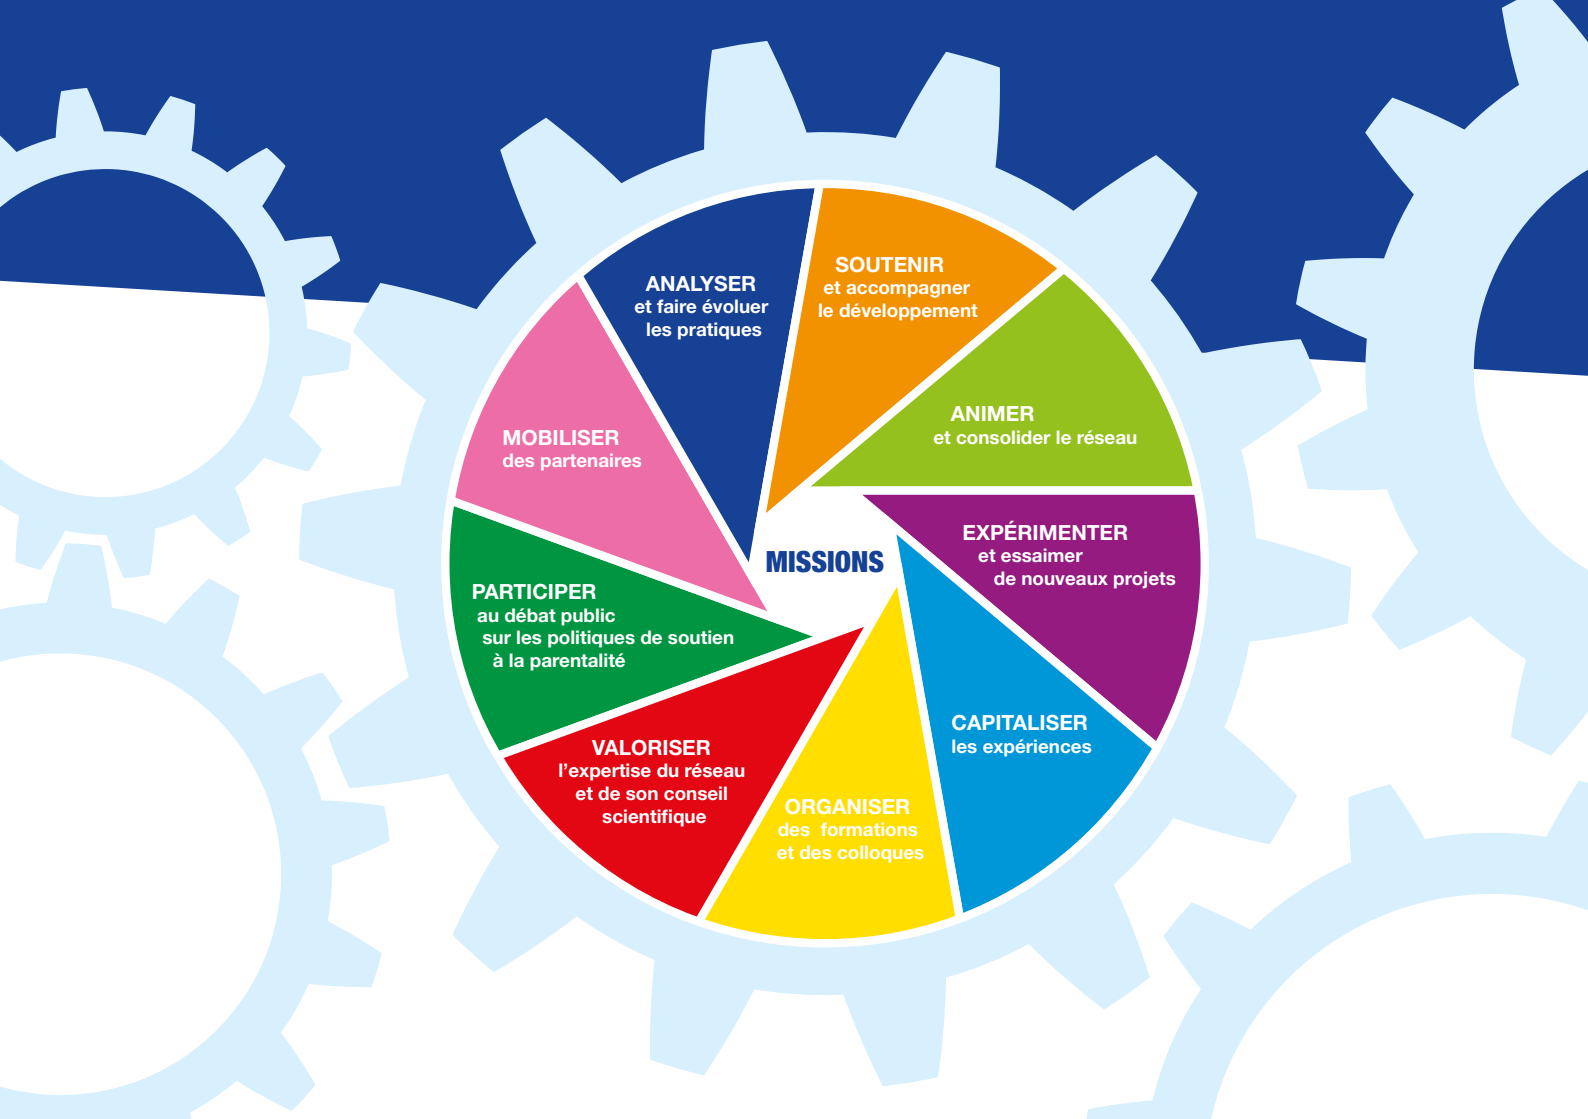 SOUTENIR
et accompagner
le développement
ANIMER
et consolider le réseau
EXPÉRIMENTER
et essaimer
de nouveaux projets
CAPITALISER
les expériences
ORGANISER
des formations
et des colloques
VALORISER
l’expertise du réseau
et de son conseil
scientifique
PARTICIPER
au débat public
sur les politiques de soutien
à la parentalité
MOBILISER
des partenaires
ANALYSER
et faire évoluer
les pratiques
MISSIONS